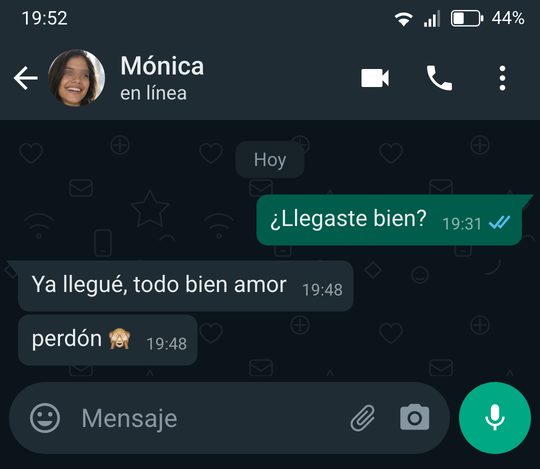 19:52
44%
Mónica
en línea
Hoy
¿Llegaste bien? 19:31
Ya llegué, todo bien amor 19:48
perdón 🙈 19:48
Mensaje